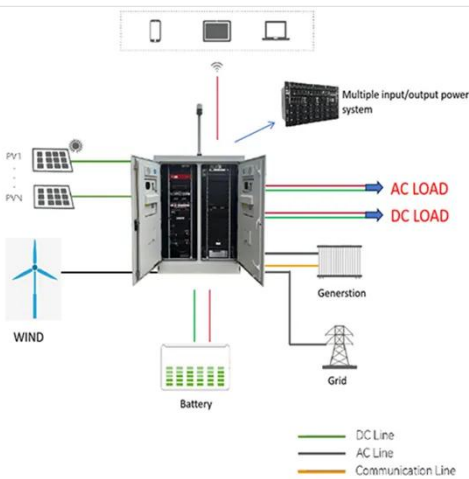 Multiple input/output power
system
PV1
PVN
AC LOAD
DC LOAD
WIND
Generstion
Grid
Battery
DC Line
AC Line
Communication Line